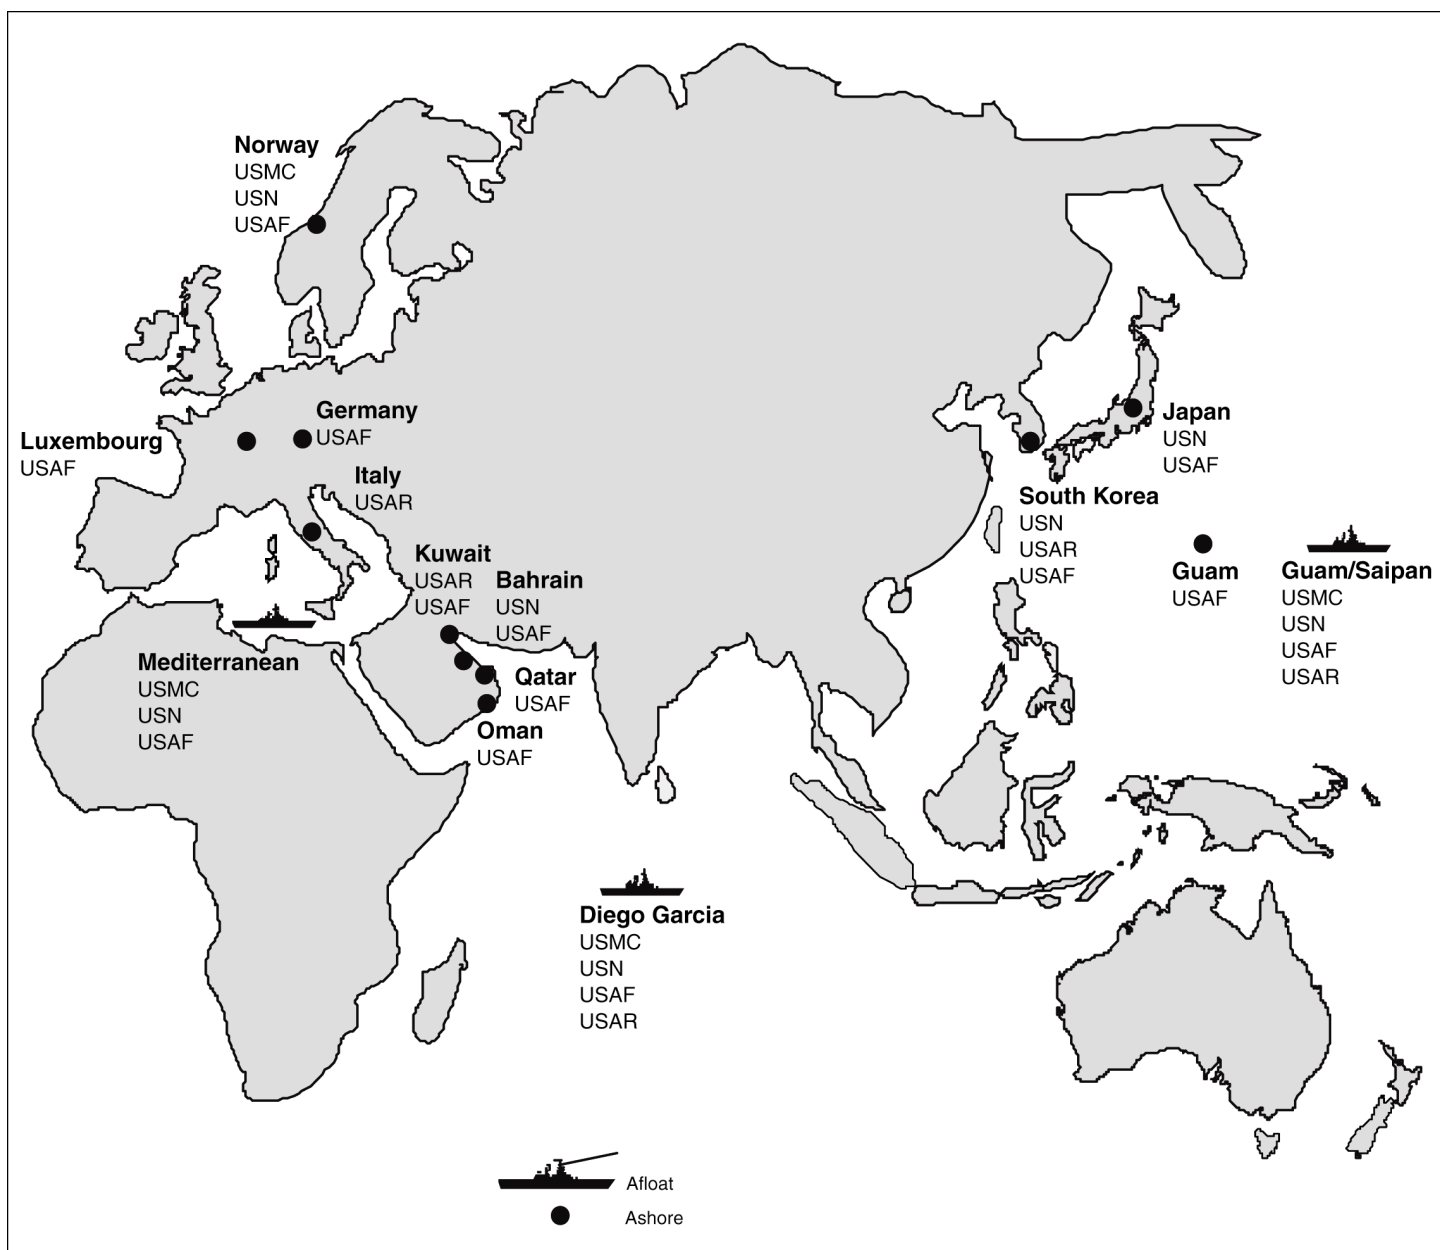 Norway
USMC
USN
USAF
Germany
USAF
Luxembourg
USAF
Italy
USAR
Kuwait
USAR
USAF
Bahrain
USN
USAF
Qatar
USAF
Oman
USAF
Mediterranean
USMC
USN
USAF
Japan
USN
USAF
South Korea
USN
USAR
USAF
Guam
USAF
Guam/Saipan
USMC
USN
USAF
USAR
Diego Garcia
USMC
USN
USAF
USAR
Afloat
Ashore